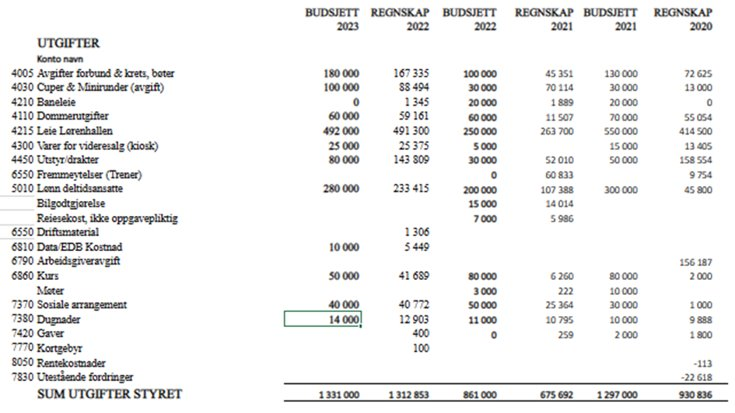 BUDSJETT REGNSKAP BUDSJETT REGNSKAP BUDSJETT REGNSKAP
2023 2022 2022 2021 2021 2020
UTGIFTER
Konto navn
4005 Avgifter forbund & krets, bøter 180 000 167 335 100 000 45 351 130 000 72 625
4030 Cuper & Minirunder (avgift) 100 000 88 494 30 000 70 114 30 000 13 000
4210 Baneleie 0 1 345 20 000 1 889 20 000 0
4110 Dommerutgifter 60 000 59 161 60 000 11 507 70 000 55 054
4215 Leie Lørenhallen 492 000 491 300 250 000 263 700 550 000 414 500
4300 Varer for videresalg (kiosk) 25 000 25 375 5 000 15 000 13 405
4450 Utstyr/drakter 80 000 143 809 30 000 52 010 50 000 158 554
6550 Fremmeytelser (Trener) 0 60 833 9 754
5010 Lønn deltidsansatte 280 000 233 415 200 000 107 388 300 000 45 800
Bilgodtgjørelse 15 000 14 014
Reiesekost, ikke oppgavepliktig 7 000 5 986
6550 Driftsmaterial 1 306
6810 Data/EDB Kostnad 10 000 5 449
6790 Arbeidsgiveravgift 156 187
6860 Kurs 50 000 41 689 80 000 6 260 80 000 2 000
Møter 3 000 222 10 000
7370 Sosiale arrangement 40 000 40 772 50 000 25 364 30 000 1 000
7380 Dugnader 14 000 12 903 11 000 10 795 10 000 9 888
7420 Gaver 400 0 259 2 000 1 800
7770 Kortgebyr 100
8050 Rentekostnader -113
7830 Utestående fordringer -22 618
SUM UTGIFTER STYRET 1 331 000 1 312 853 861 000 675 692 1 297 000 930 836